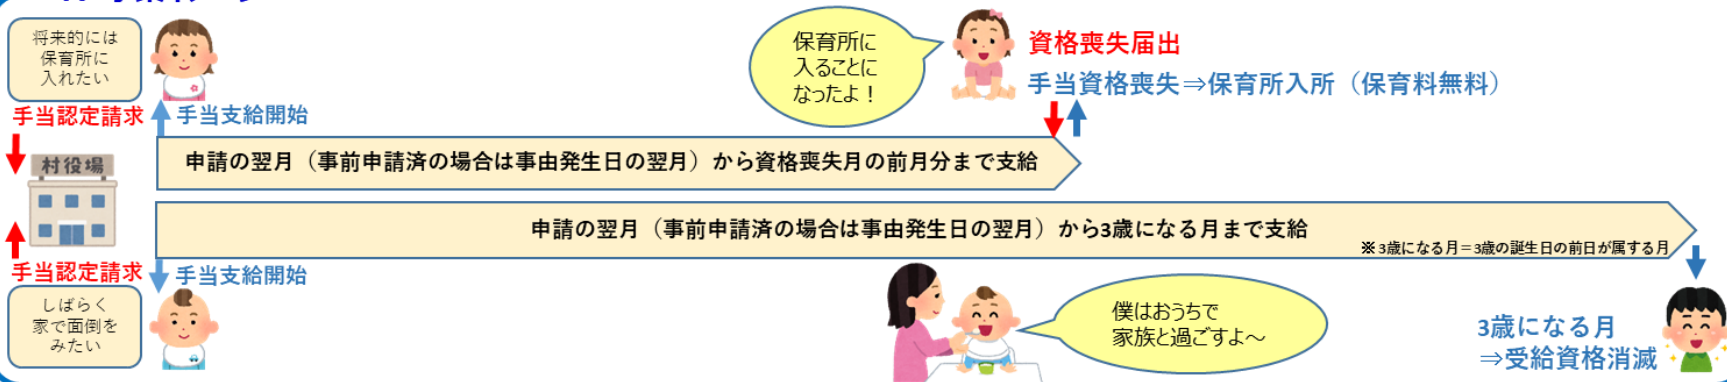 将来的には
保育所に
入れたい
手当認定請求
手当支給開始
保育所に
入ることに
なったよ！
資格喪失届出
手当資格喪失⇒保育所入所（保育料無料）
申請の翌月（事前申請済の場合は事由発生日の翌月）から資格喪失月の前月分まで支給
村役場
申請の翌月（事前申請済の場合は事由発生日の翌月）から3歳になる月まで支給
※3歳になる月＝3歳の誕生日の前日が属する月
手当認定請求
手当支給開始
しばらく
家で面倒を
みたい
僕はおうちで
家族と過ごすよ～
3歳になる月
⇒受給資格消滅